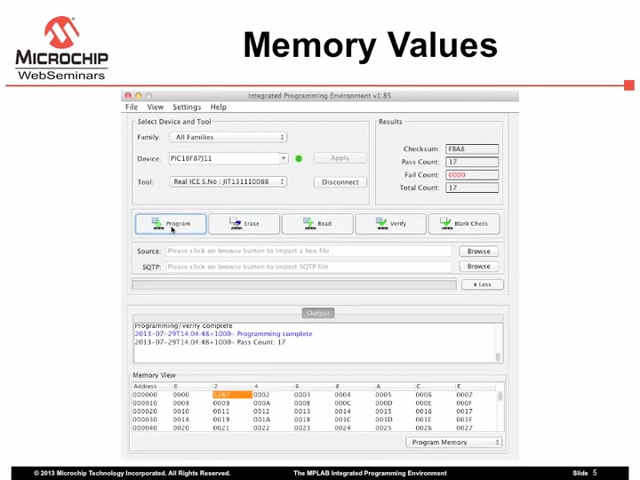 MICROCHIP
WebSeminars
Memory Values
Integrated Programming Environment v1.85
File View Settings Help
Select Device and Tool
Family: All Families
Device: PIC18F87J11 Apply
Tool: Real ICE S.No : JIT131110088 Disconnect
Results
Checksum: F8A8
Pass Count: 17
Fail Count: 0000
Total Count: 17
Program Erase Read Verify Blank Check
Source: Please click on browse button to import a hex file Browse
SQTP: Please click on browse button to import SQTP file Browse
Less
Output
Programming/Verify complete
2013-07-29T14:04:48+1000- Programming complete
2013-07-29T14:04:48+1000- Pass Count: 17
Memory View
Address 0 2 4 6 8 A C E
000000 0000 0002 0003 0004 0005 0006 0007
000010 0008 0009 000A 000B 000C 000D 000E 000F
000020 0010 0011 0012 0013 0014 0015 0016 0017
000030 0018 0019 001A 001B 001C 001D 001E 001F
000040 0020 0021 0022 0023 0024 0025 0026 0027
Program Memory
© 2013 Microchip Technology Incorporated. All Rights Reserved. The MPLAB Integrated Programming Environment Slide 5